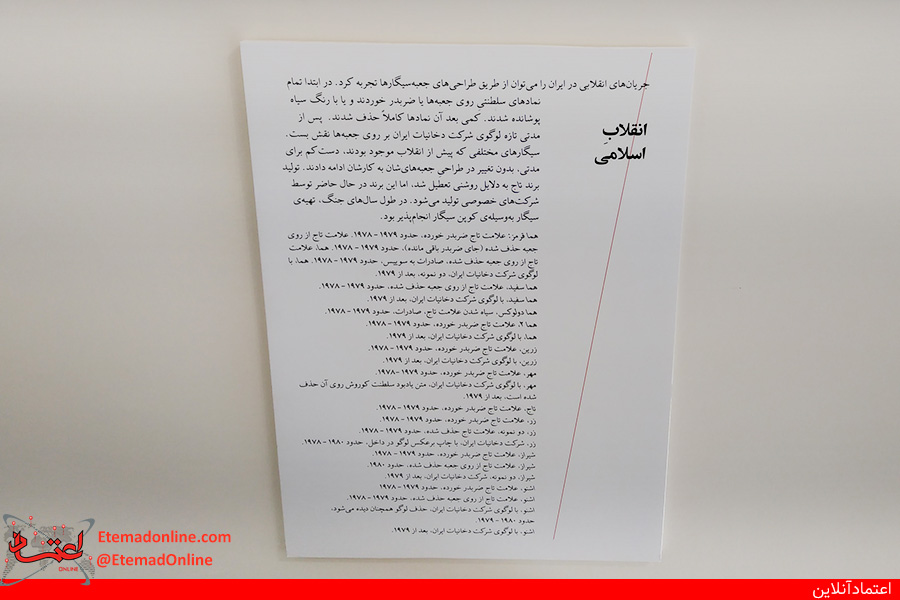 انقلابِ
اسلامی
جریان‌های انقلابی در ایران را می‌توان از طریق طراحی‌های جعبه‌سیگارها تجربه کرد. در ابتدا تمام
نمادهای سلطنتی روی جعبه‌ها یا ضربدر خوردند و یا با رنگ سیاه
پوشانده شدند. کمی بعد آن نمادها کاملاً حذف شدند. پس از
مدتی تازه لوگوی شرکت دخانیات ایران بر روی جعبه‌ها نقش بست.
سیگارهای مختلفی که پیش از انقلاب موجود بودند، دست‌کم برای
مدتی، بدون تغییر در طراحی جعبه‌های‌شان به کارشان ادامه دادند. تولید
برند تاج به دلایل روشنی تعطیل شد، اما این برند در حال حاضر توسط
شرکت‌های خصوصی تولید می‌شود. در طول سال‌های جنگ، تهیه‌ی
سیگار به‌وسیله‌ی کوپن سیگار انجام‌پذیر بود.
هما قرمز: علامت تاج ضربدر خورده، حدود ۱۹۷۹ – ۱۹۷۸. علامت تاج از روی
جعبه حذف شده (جای ضربدر باقی مانده)، حدود ۱۹۷۹ – ۱۹۷۸. هما، علامت
تاج از روی جعبه حذف شده، صادرات به سوییس، حدود ۱۹۷۹ – ۱۹۷۸. هما، با
لوگوی شرکت دخانیات ایران، دو نمونه، بعد از ۱۹۷۹.
هما سفید، علامت تاج از روی جعبه حذف شده، حدود ۱۹۷۹ – ۱۹۷۸.
هما سفید، با لوگوی شرکت دخانیات ایران، بعد از ۱۹۷۹.
هما دولوکس، سیاه شدن علامت تاج، صادرات، حدود ۱۹۷۹ – ۱۹۷۸.
هما ۲، علامت تاج ضربدر خورده، حدود ۱۹۷۹ – ۱۹۷۸.
هما، با لوگوی شرکت دخانیات ایران، بعد از ۱۹۷۹.
زرین، علامت تاج ضربدر خورده، حدود ۱۹۷۹ – ۱۹۷۸.
زرین، با لوگوی شرکت دخانیات ایران، بعد از ۱۹۷۹.
مهر، علامت تاج ضربدر خورده، حدود ۱۹۷۹ – ۱۹۷۸.
مهر، با لوگوی شرکت دخانیات ایران، متن یادبود سلطنت کوروش روی آن حذف
شده است، بعد از ۱۹۷۹.
تاج، علامت تاج ضربدر خورده، حدود ۱۹۷۹ – ۱۹۷۸.
زر، علامت تاج ضربدر خورده، حدود ۱۹۷۹ – ۱۹۷۸.
زر، دو نمونه، علامت تاج حذف شده، حدود ۱۹۷۹ – ۱۹۷۸.
زر، شرکت دخانیات ایران، با چاپ برعکس لوگو در داخل، حدود ۱۹۸۰ – ۱۹۷۸.
شیراز، علامت تاج ضربدر خورده، حدود ۱۹۷۹ – ۱۹۷۸.
شیراز، علامت تاج از روی جعبه حذف شده، حدود ۱۹۸۰.
شیراز، دو نمونه، شرکت دخانیات ایران، بعد از ۱۹۷۹.
اشنو، علامت تاج ضربدر خورده، حدود ۱۹۷۹ – ۱۹۷۸
اشنو، علامت تاج از روی جعبه حذف شده، حدود ۱۹۷۹ – ۱۹۷۸.
اشنو، با لوگوی شرکت دخانیات ایران، حذف لوگو همچنان دیده می‌شود،
حدود ۱۹۸۰ – ۱۹۷۹.
اشنو، با لوگوی شرکت دخانیات ایران، بعد از ۱۹۷۹.
اعتماد
ONLINE
Etemadonline.com
@EtemadOnline
اعتمادآنلاین